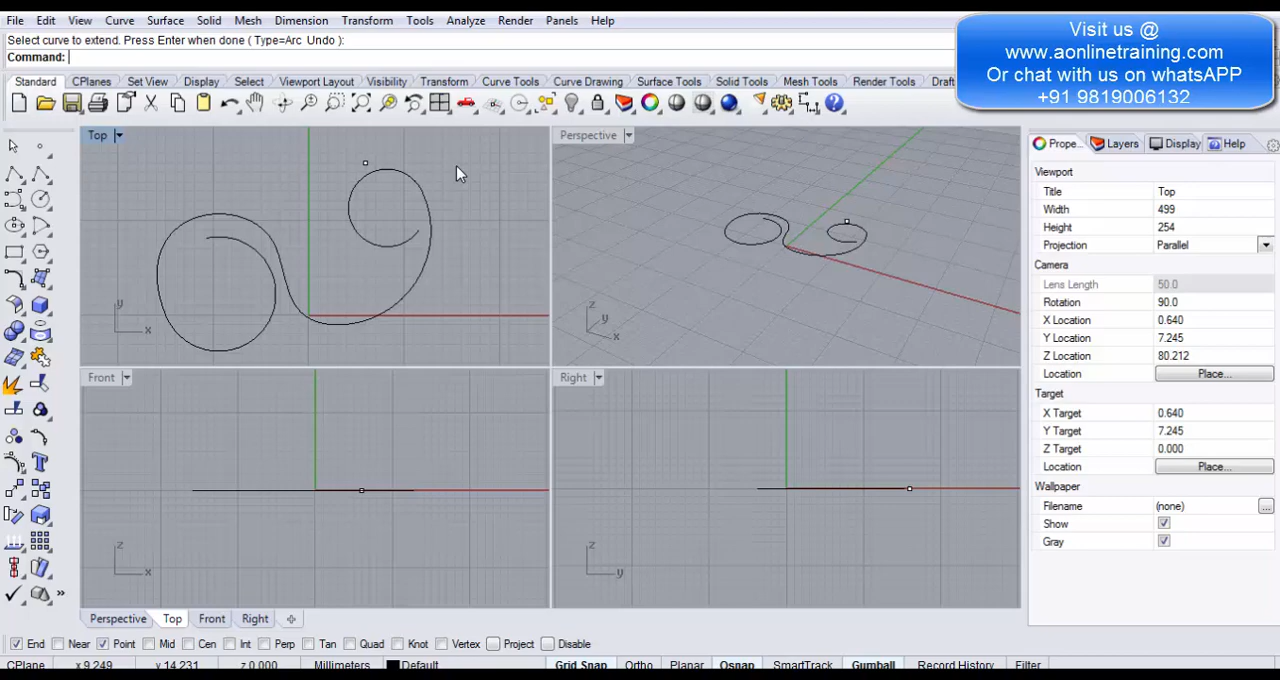 File Edit View Curve Surface Solid Mesh Dimension Transform Tools Analyze Render Panels Help
Select curve to extend. Press Enter when done ( Type=Arc Undo ):
Command:
Visit us @
www.aonlinetraining.com
Or chat with us on whatsAPP
+91 9819006132
Standard CPlanes Set View Display Select Viewport Layout Visibility Transform Curve Tools Curve Drawing Surface Tools Solid Tools Mesh Tools Render Tools Draft
Top
Perspective
Prope... Layers Display Help
Viewport
Title Top
Width 499
Height 254
Projection Parallel
Camera
Lens Length 50.0
Rotation 90.0
X Location 0.640
Y Location 7.245
Z Location 80.212
Location Place...
Target
X Target 0.640
Y Target 7.245
Z Target 0.000
Location Place...
Wallpaper
Filename (none) ...
Show
Gray
y
x
z
y
x
Front
Right
z
x
z
y
Perspective Top Front Right
End Near Point Mid Cen Int Perp Tan Quad Knot Vertex Project Disable
CPlane x 9.249 y 14.231 z 0.000 Millimeters Default Grid Snap Ortho Planar Osnap SmartTrack Gumball Record History Filter